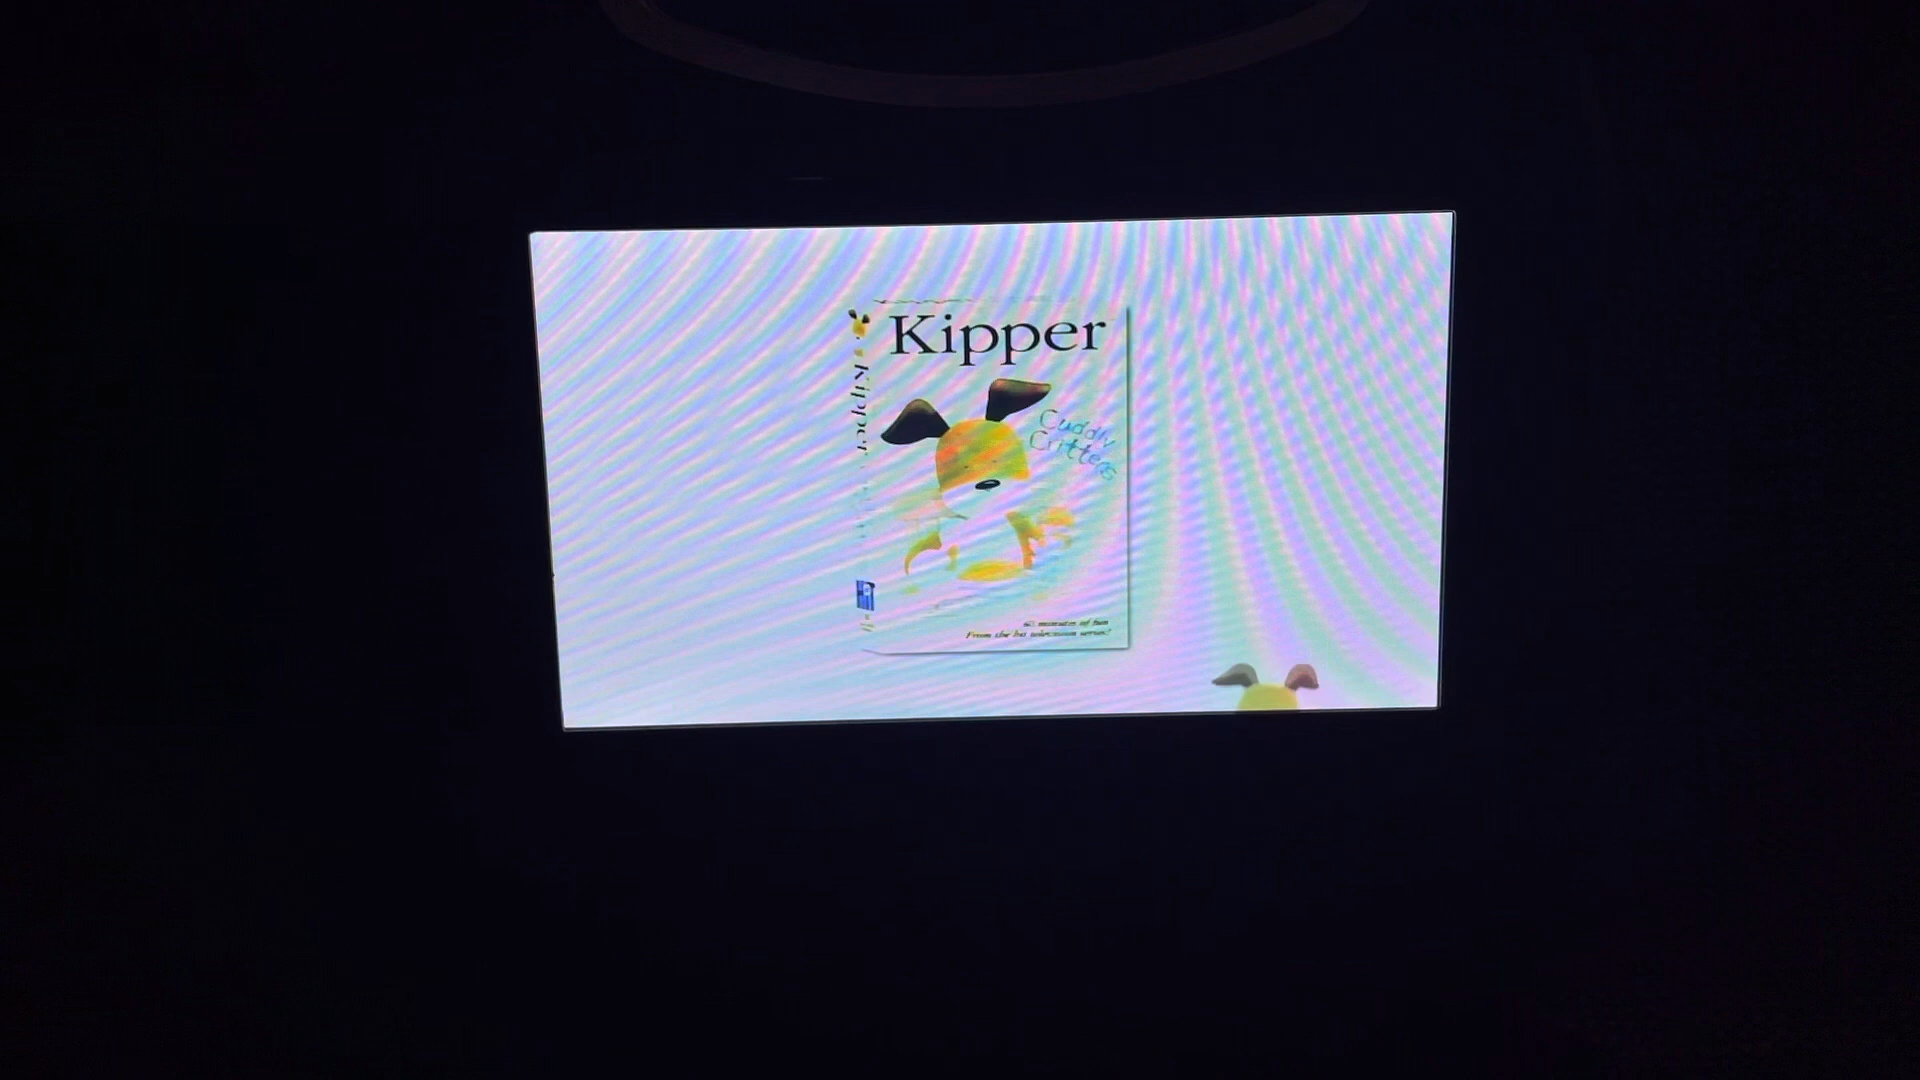 Kipper
Kipper
Cuddly
Critters
60 minutes of fun
From the hit television series!